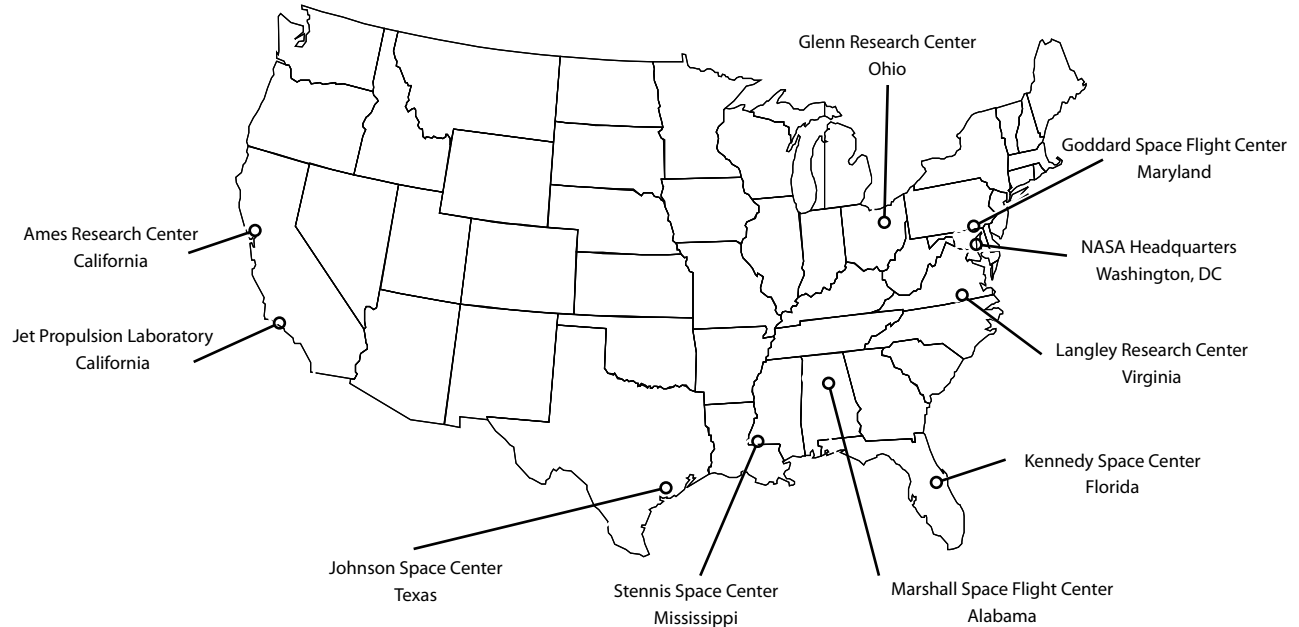 Glenn Research Center
Ohio
Goddard Space Flight Center
Maryland
Ames Research Center
California
NASA Headquarters
Washington, DC
Jet Propulsion Laboratory
California
Langley Research Center
Virginia
Kennedy Space Center
Florida
Johnson Space Center
Texas
Stennis Space Center
Mississippi
Marshall Space Flight Center
Alabama